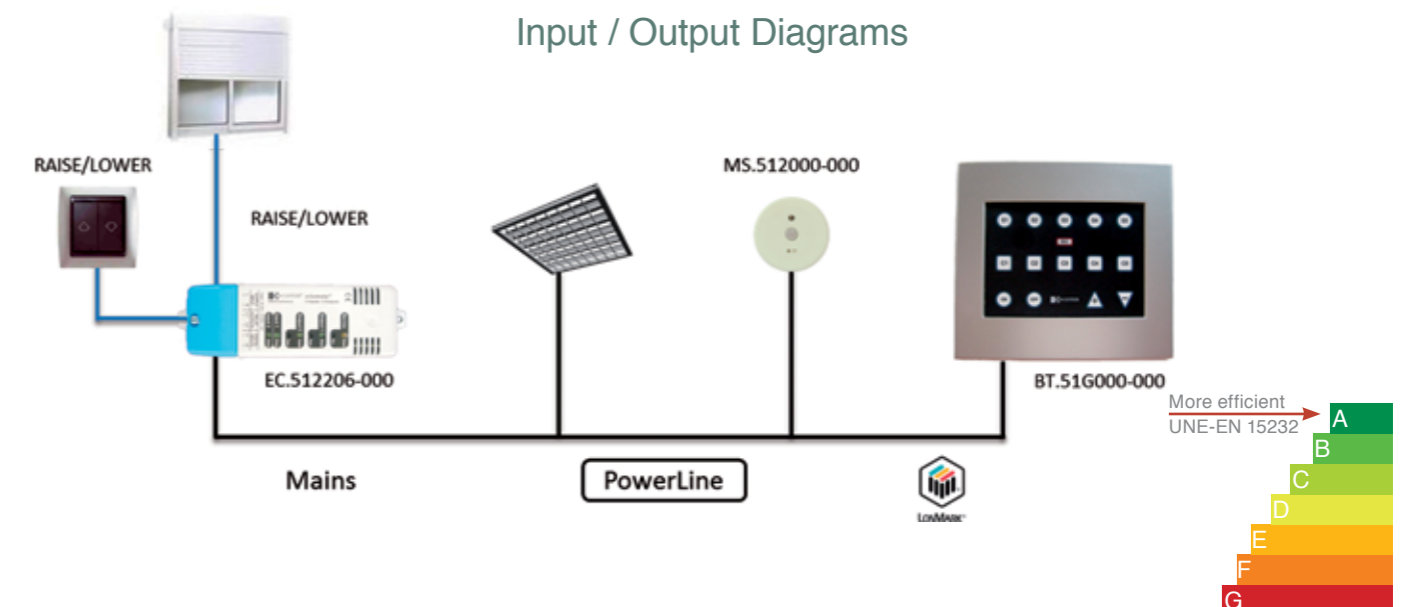 Input / Output Diagrams
RAISE/LOWER
RAISE/LOWER
MS.512000-000
EC.512206-000
BT.51G000-000
More efficient
UNE-EN 15232
A
B
C
D
E
F
G
Mains
PowerLine
LONMARK